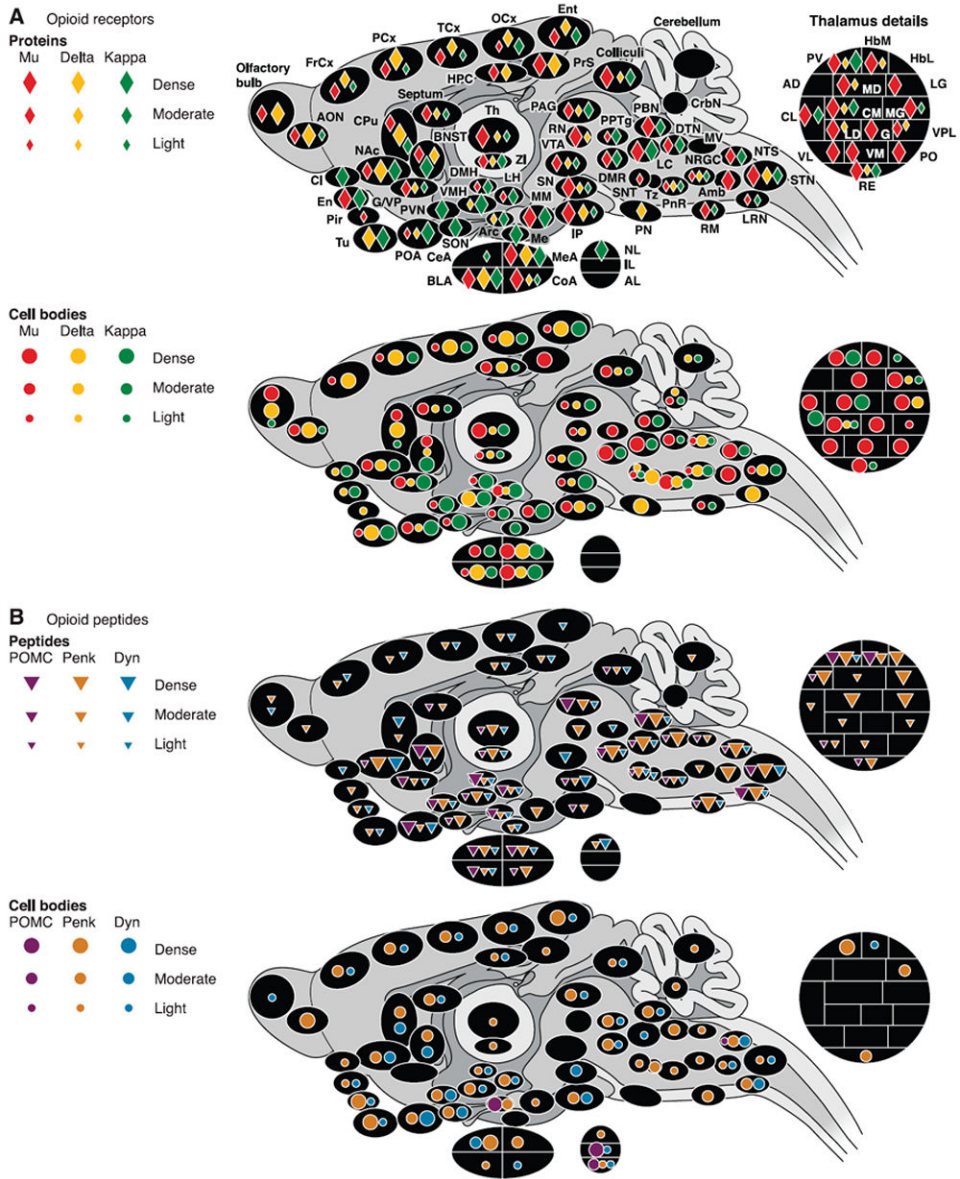 A Opioid receptors
Proteins
Mu Delta Kappa
Dense
Moderate
Light
Olfactory bulb
AON
FrCx
PCx
TCx
OCx
Ent
HPC
PrS
Colliculi
Cerebellum
CrbN
Septum
CPu
BNST
Th
ZI
NAc
DMH
LH
VMH
MM
G/VP
PVN
Cl
En
Pir
Tu
POA
SON
Arc
Me
CeA
MeA
BLA
CoA
PAG
RN
VTA
SN
IP
PPTg
PBN
DTN
MV
LC
NRGC
NTS
DMR
SNT
Tz
PnR
Amb
STN
PN
RM
LRN
NL
IL
AL
Thalamus details
HbM
PV
HbL
AD
MD
LG
CL
CM
MG
LD
G
VPL
VL
VM
PO
RE
Cell bodies
Mu Delta Kappa
Dense
Moderate
Light
B Opioid peptides
Peptides
POMC Penk Dyn
Dense
Moderate
Light
Cell bodies
POMC Penk Dyn
Dense
Moderate
Light